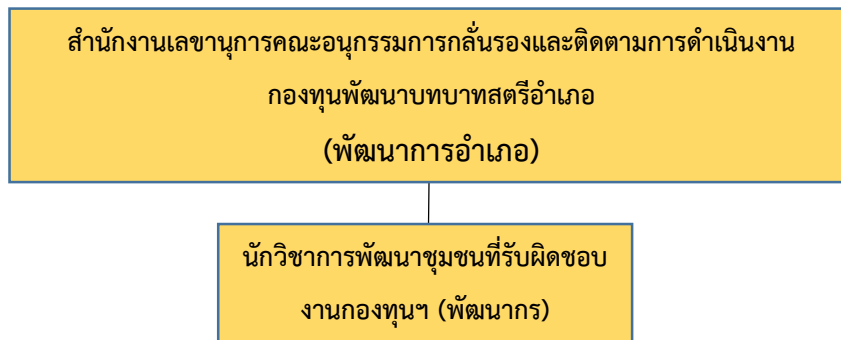 สำนักงานเลขานุการคณะอนุกรรมการกลั่นรองและติดตามการดำเนินงาน
กองทุนพัฒนาบทบาทสตรีอำเภอ
(พัฒนาการอำเภอ)
นักวิชาการพัฒนาชุมชนที่รับผิดชอบ
งานกองทุนฯ (พัฒนากร)